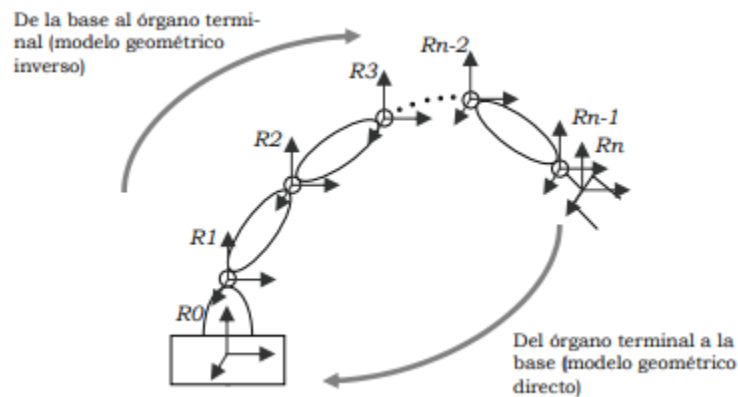 De la base al órgano termi-
nal (modelo geométrico
inverso)
Rn-2
R3
Rn-1
Rn
R2
R1
R0
Del órgano terminal a la
base (modelo geométrico
directo)